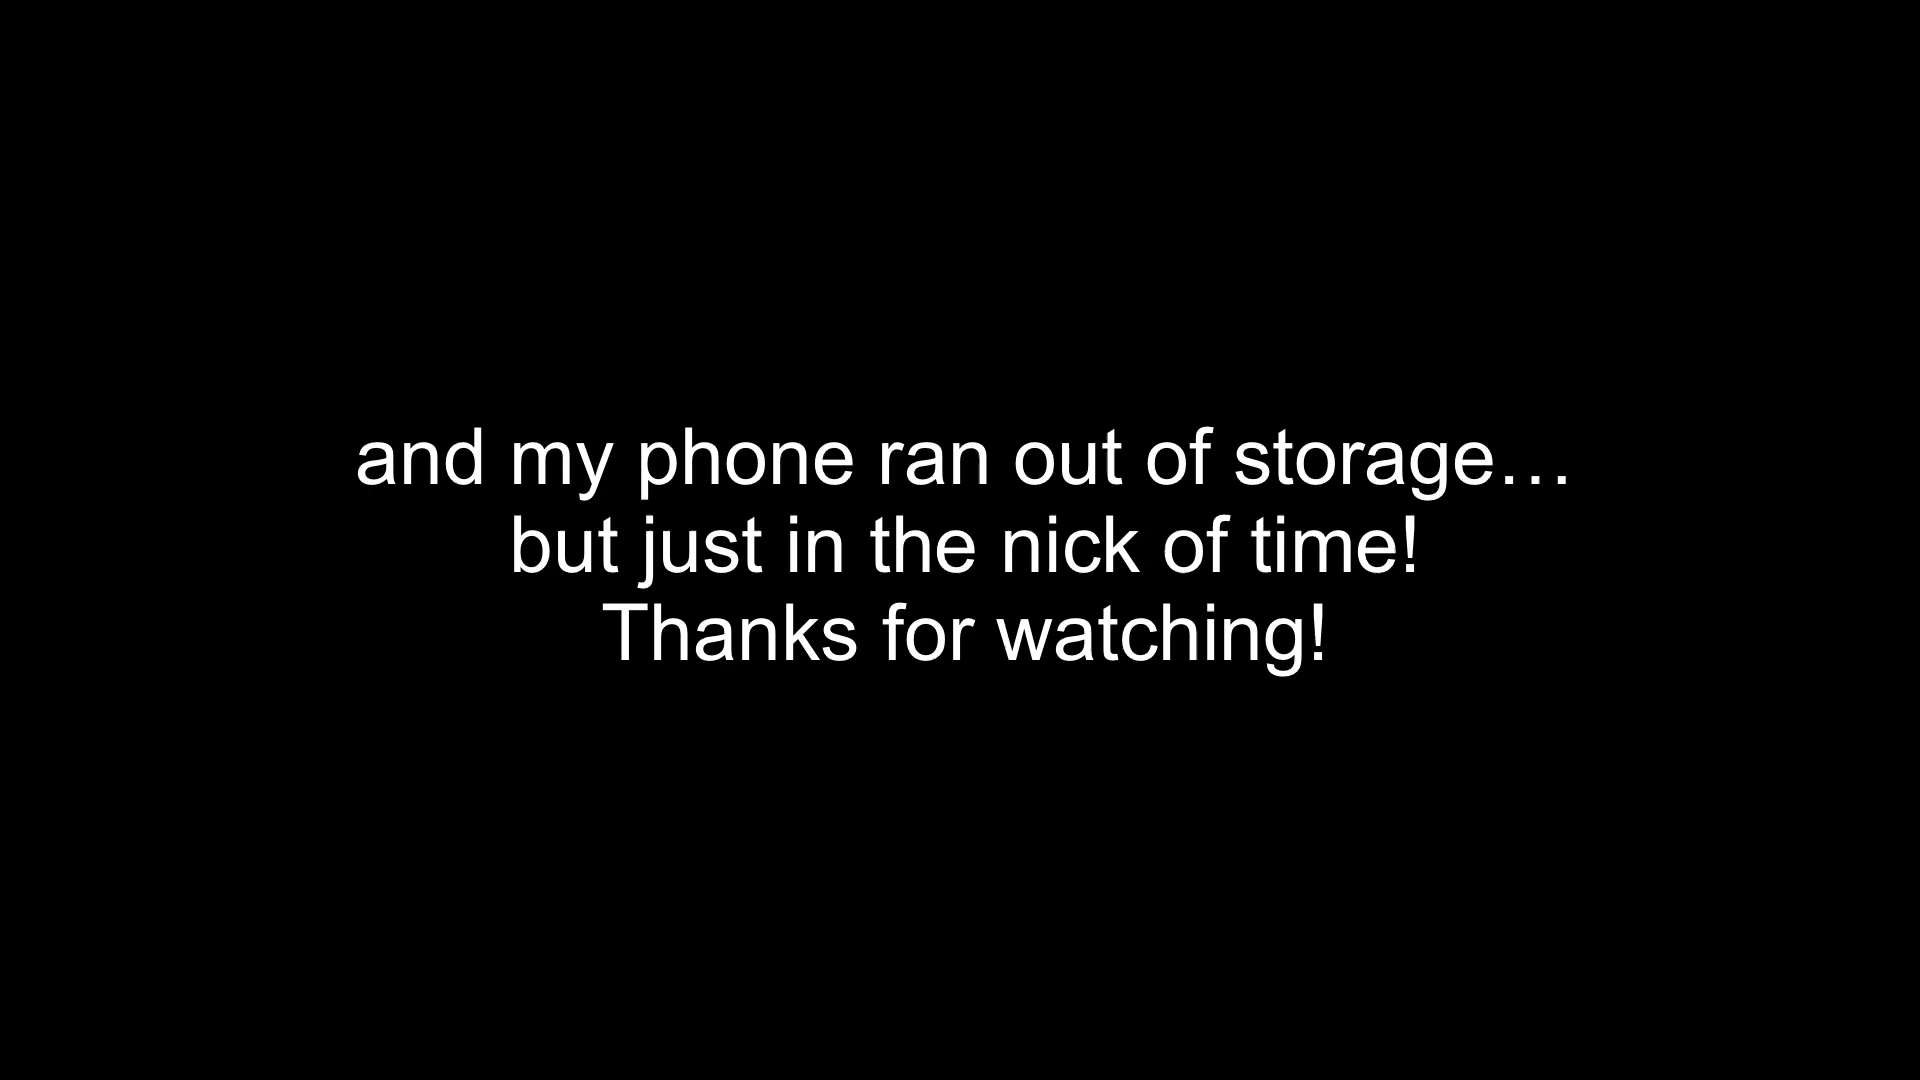 and my phone ran out of storage…
but just in the nick of time!
Thanks for watching!